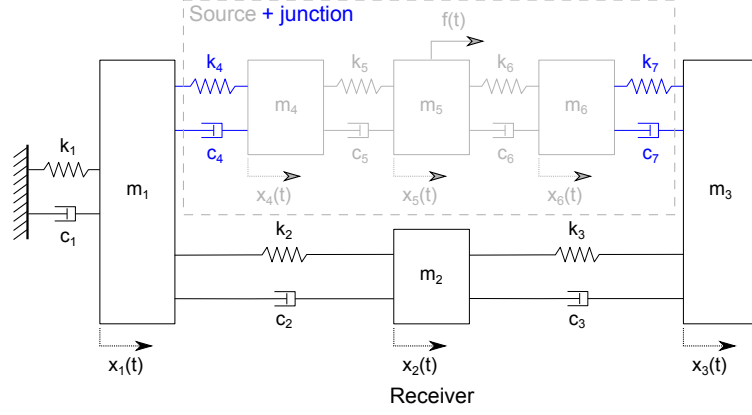 Source + junction
f(t)
k₄ k₅ k₆ k₇
m₄ m₅ m₆
c₄ c₅ c₆ c₇
k₁
m₁ m₃
x₄(t) x₅(t) x₆(t)
c₁
k₂ k₃
m₂
c₂ c₃
x₁(t) x₂(t) x₃(t)
Receiver